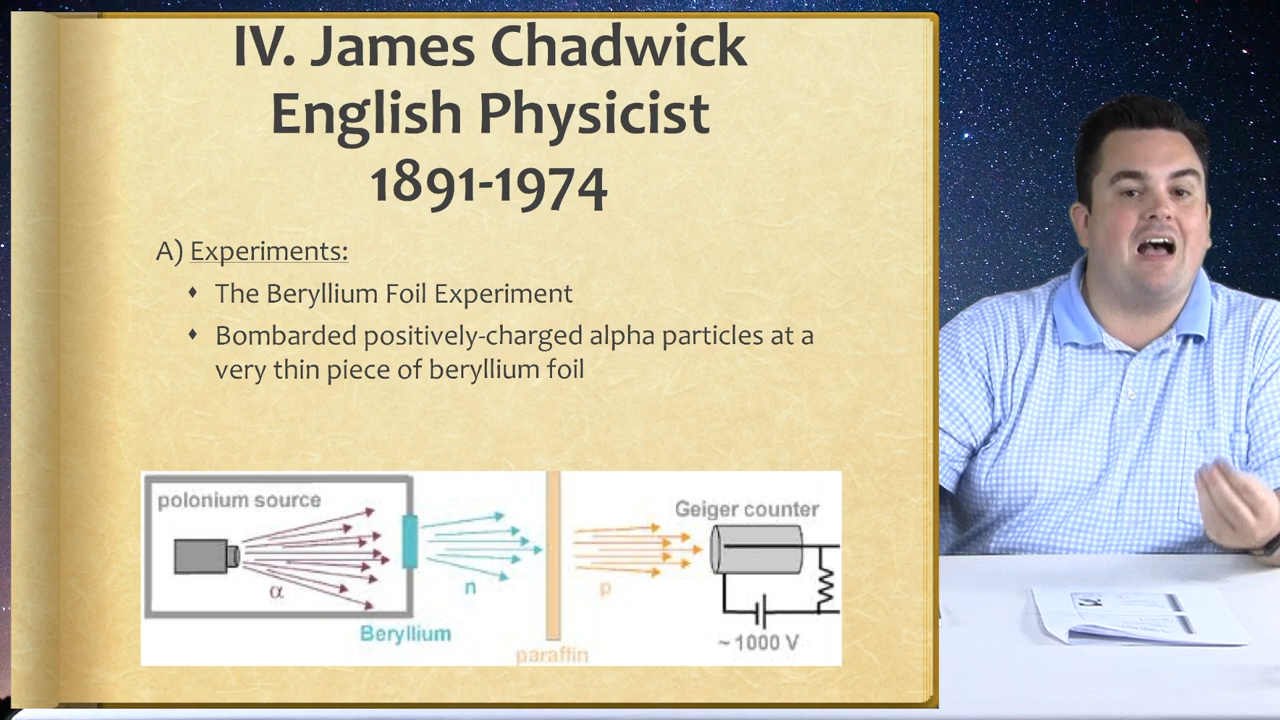 IV. James Chadwick
English Physicist
1891-1974
A) Experiments:
The Beryllium Foil Experiment
Bombarded positively-charged alpha particles at a
very thin piece of beryllium foil
polonium source
Geiger counter
α
n
p
Beryllium
~ 1000 V
paraffin